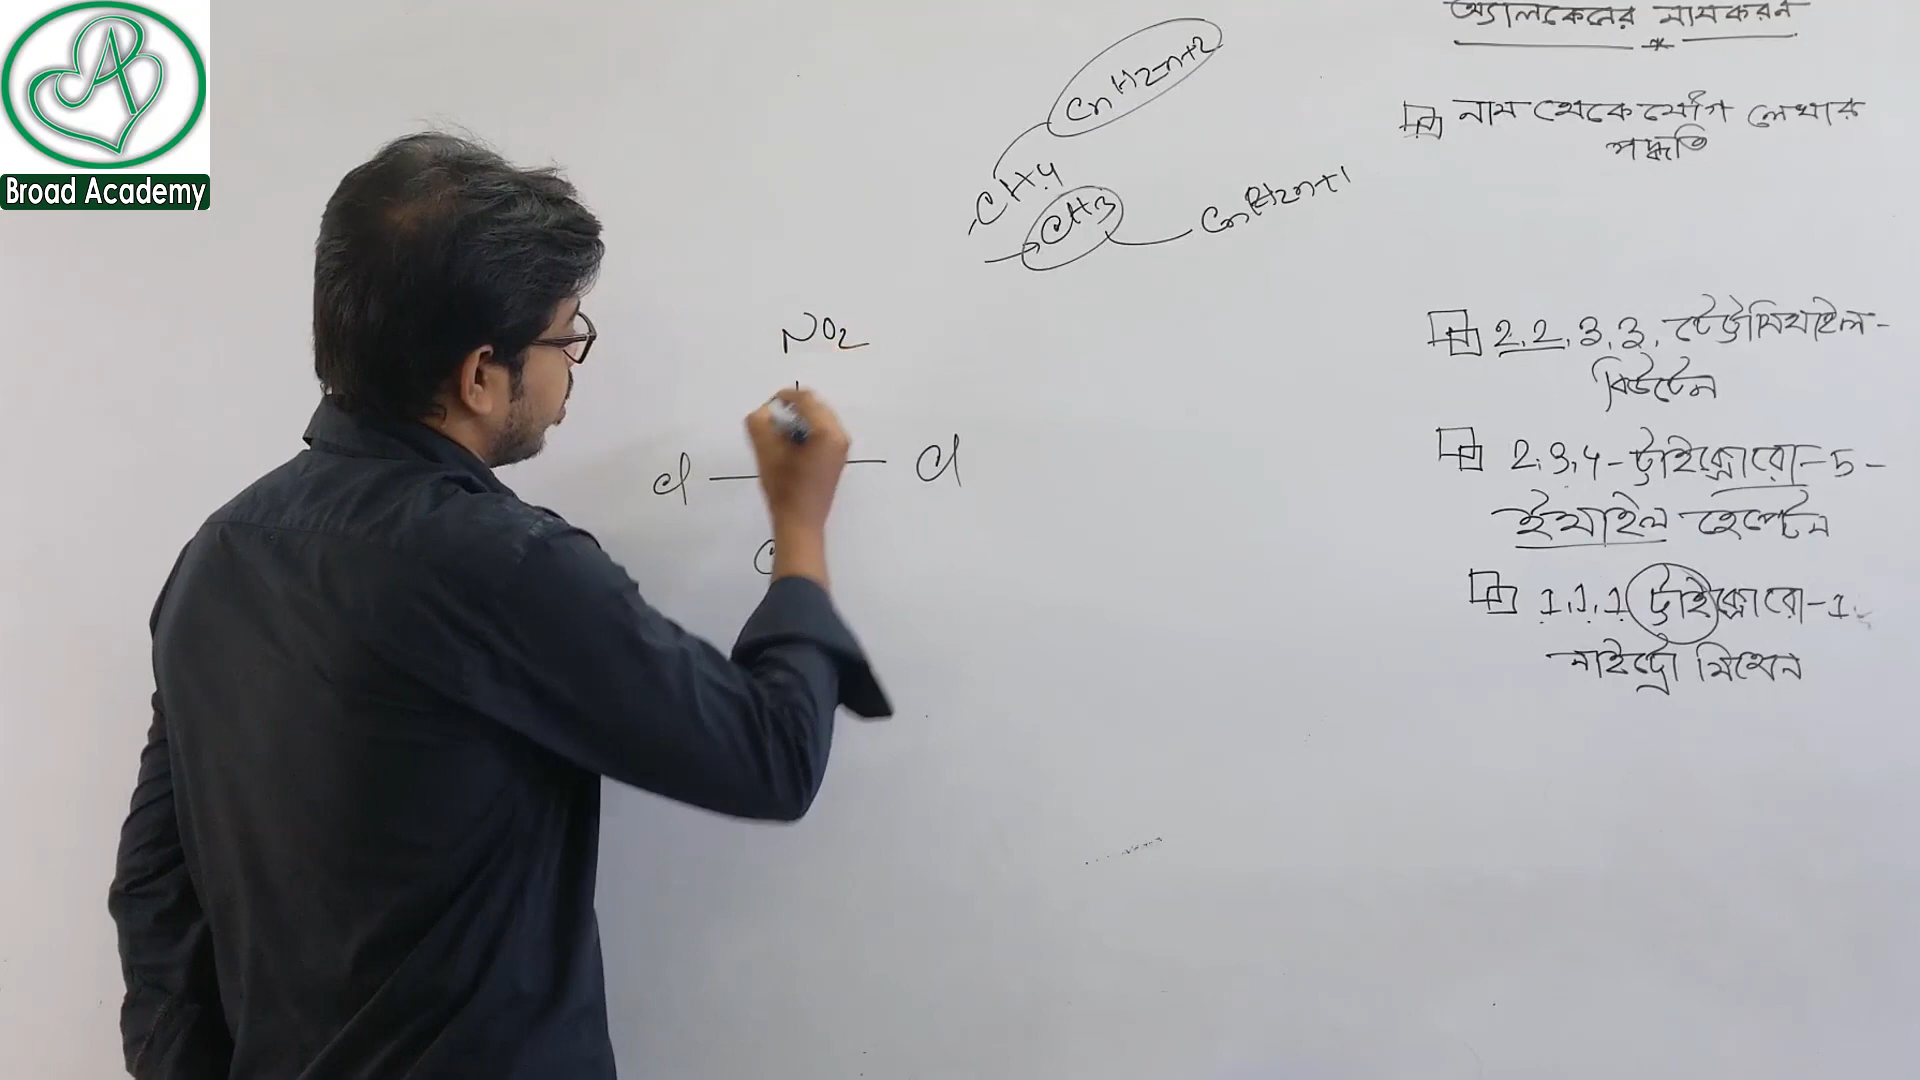 Broad Academy
অ্যালকেনের নামকরন
নাম থেকে যৌগ লেখার
পদ্ধতি
CnH2n+2
CH4
CH3
CnH2n+1
2,2,3,3, টেট্রামিথাইল-
বিউটেন
2,3,4-ট্রাইক্লোরো-5-
ইথাইল হেপ্টেন
1,1,1 ট্রাইক্লোরো-1.
নাইট্রো মিথেন
NO2
Cl
Cl